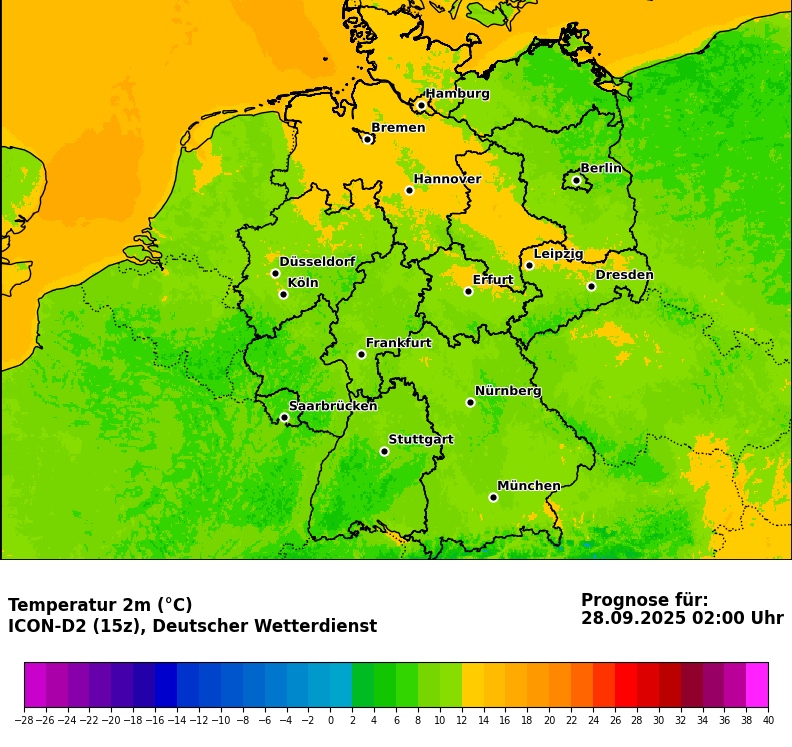 Hamburg
Bremen
Berlin
Hannover
Leipzig
Düsseldorf
Dresden
Erfurt
Köln
Frankfurt
Nürnberg
Saarbrücken
Stuttgart
München
Temperatur 2m (°C)
ICON-D2 (15z), Deutscher Wetterdienst
Prognose für:
28.09.2025 02:00 Uhr
−28 −26 −24 −22 −20 −18 −16 −14 −12 −10 −8 −6 −4 −2 0 2 4 6 8 10 12 14 16 18 20 22 24 26 28 30 32 34 36 38 40